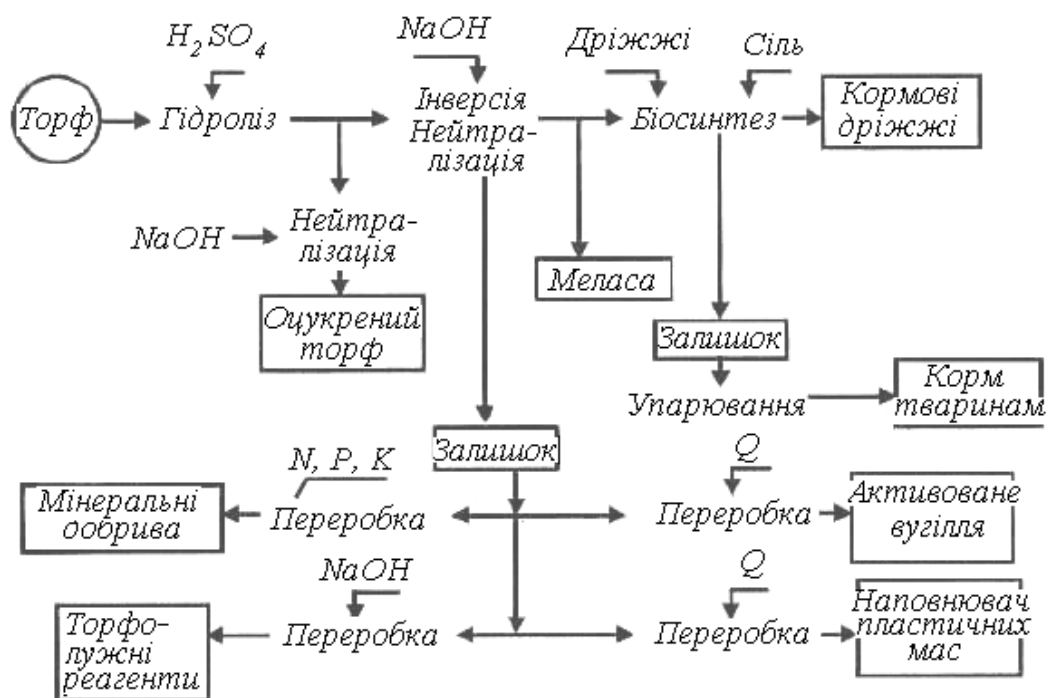 H₂SO₄
NaOH
Дріжжі
Сіль
Торф
Гідроліз
Інверсія
Нейтра-
лізація
Біосинтез
Кормові
дріжжі
NaOH
Нейтра-
лізація
Меласа
Оцукрений
торф
Залишок
Упарювання
Корм
тваринам
Залишок
N, P, K
Q
Мінеральні
добрива
Переробка
Переробка
Активоване
вугілля
NaOH
Q
Торфо-
лужні
реагенти
Переробка
Переробка
Наповнювач
пластичних
мас